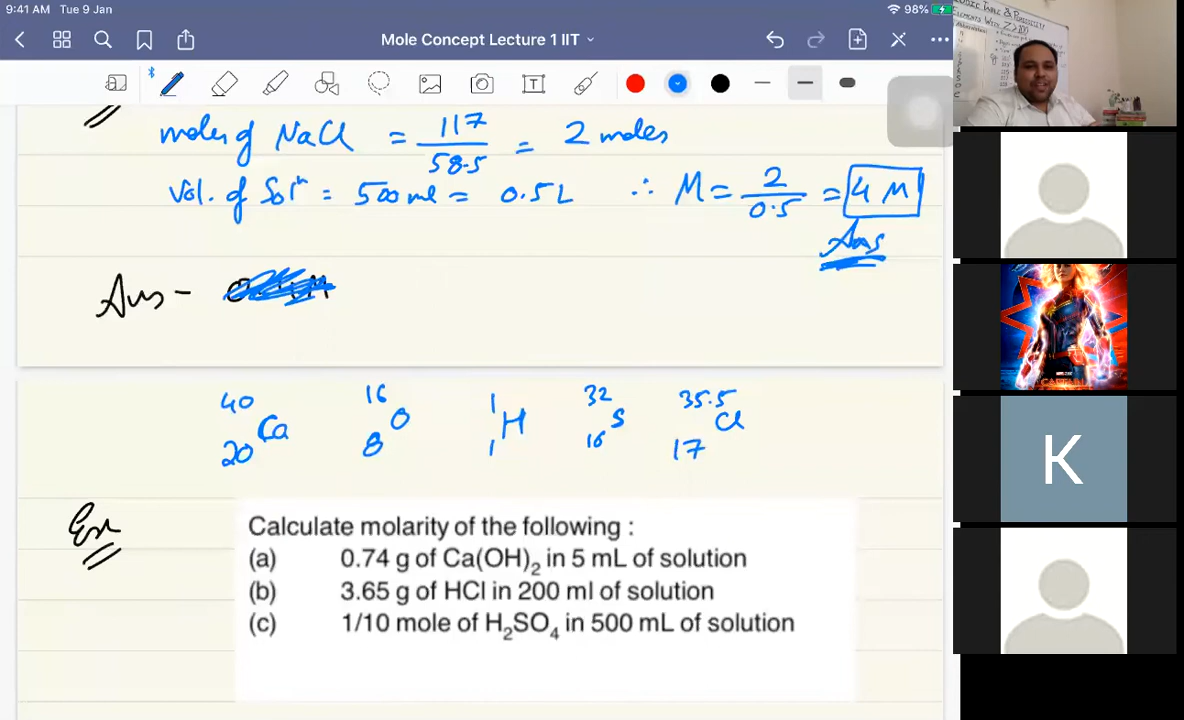 9:41 AM Tue 9 Jan
98%
Mole Concept Lecture 1 IIT
moles of NaCl = 117 / 58.5 = 2 moles
Vol. of Solⁿ = 500 ml = 0.5 L ∴ M = 2 / 0.5 = 4 M
Ans
Ans -
40 16 1 32 35.5
Ca O H S Cl
20 8 1 16 17
Ex
Calculate molarity of the following :
(a) 0.74 g of Ca(OH)₂ in 5 mL of solution
(b) 3.65 g of HCl in 200 ml of solution
(c) 1/10 mole of H₂SO₄ in 500 mL of solution
K